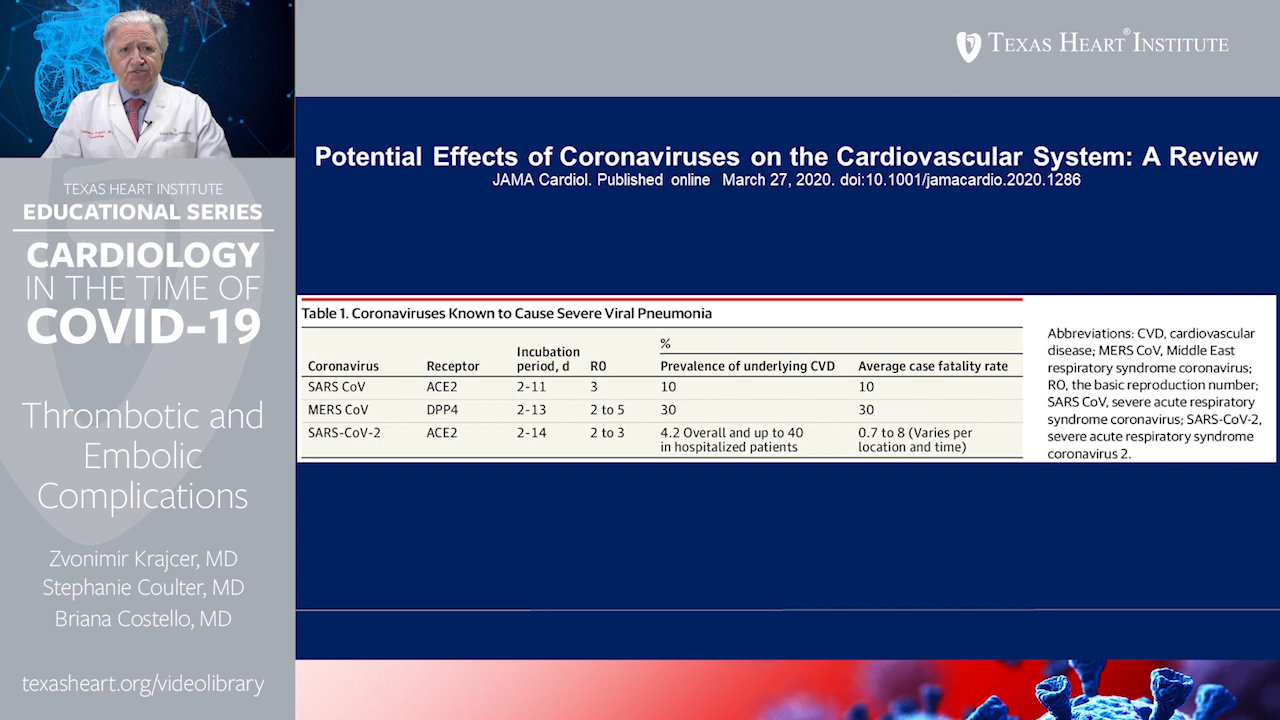 TEXAS HEART® INSTITUTE
TEXAS HEART INSTITUTE
EDUCATIONAL SERIES
CARDIOLOGY
IN THE TIME OF
COVID-19
Thrombotic and
Embolic
Complications
Zvonimir Krajcer, MD
Stephanie Coulter, MD
Briana Costello, MD
texasheart.org/videolibrary
Potential Effects of Coronaviruses on the Cardiovascular System: A Review
JAMA Cardiol. Published online March 27, 2020. doi:10.1001/jamacardio.2020.1286
Table 1. Coronaviruses Known to Cause Severe Viral Pneumonia
%
Coronavirus Receptor Incubation period, d R0 Prevalence of underlying CVD Average case fatality rate
SARS CoV ACE2 2-11 3 10 10
MERS CoV DPP4 2-13 2 to 5 30 30
SARS-CoV-2 ACE2 2-14 2 to 3 4.2 Overall and up to 40 0.7 to 8 (Varies per
in hospitalized patients location and time)
Abbreviations: CVD, cardiovascular
disease; MERS CoV, Middle East
respiratory syndrome coronavirus;
R0, the basic reproduction number;
SARS CoV, severe acute respiratory
syndrome coronavirus; SARS-CoV-2,
severe acute respiratory syndrome
coronavirus 2.